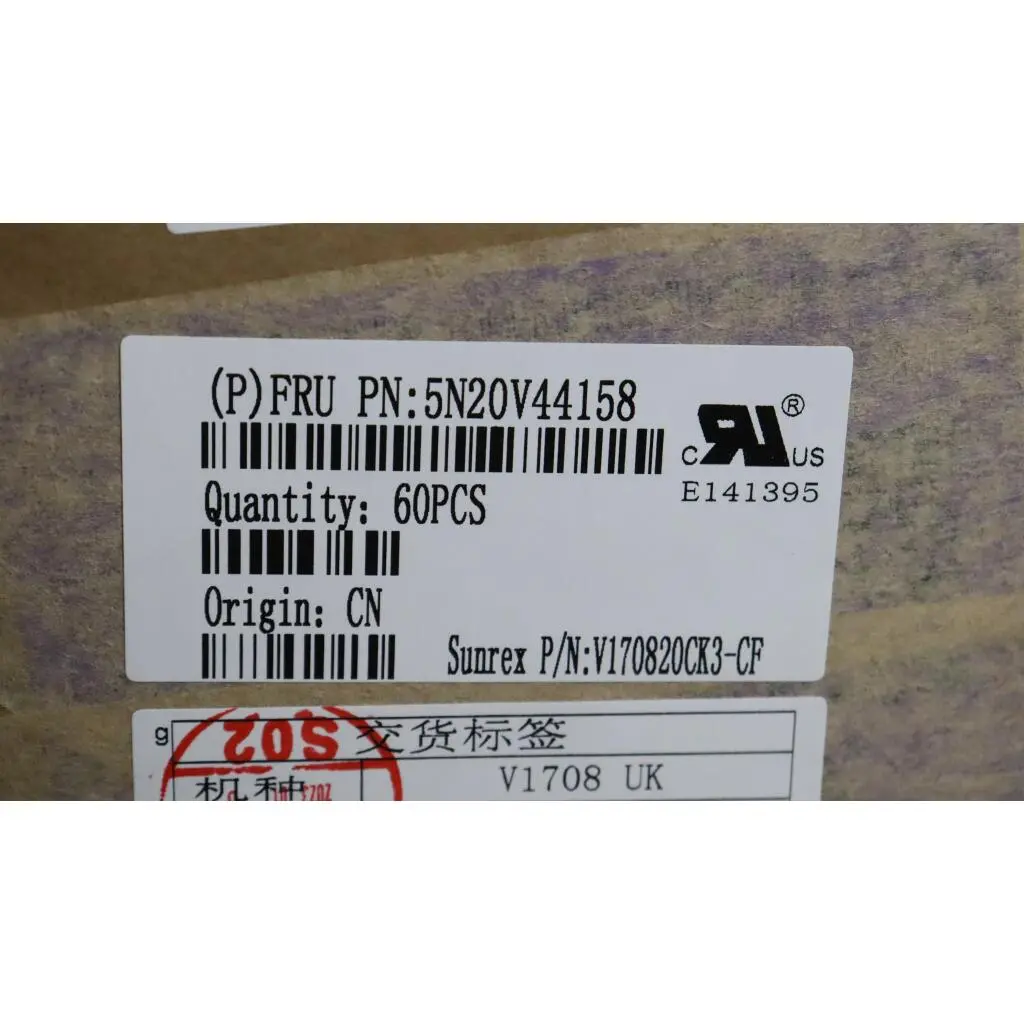 (P)FRU PN:5N20V44158
C RU® US
E141395
Quantity: 60PCS
Origin: CN
Sunrex P/N:V170820CK3-CF
g
S02
交货标签
机种
V1708 UK